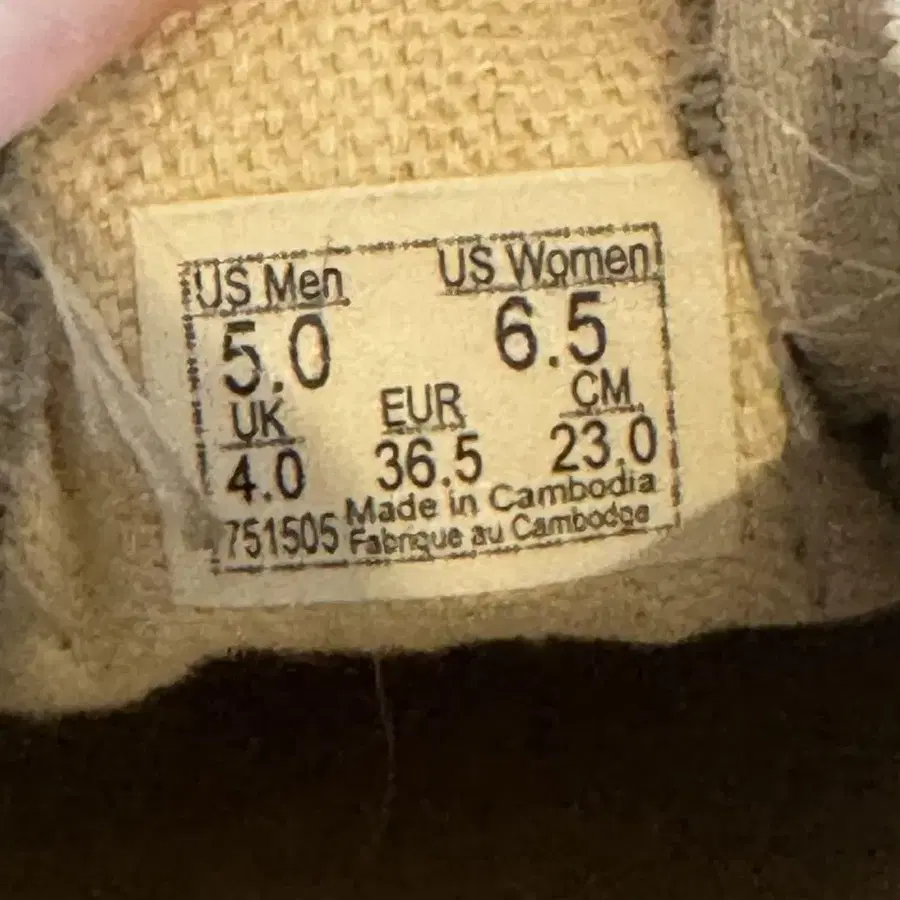 US Men US Women
5.0 6.5
UK EUR CM
4.0 36.5 23.0
Made in Cambodia
751505 Fabrique au Cambodge